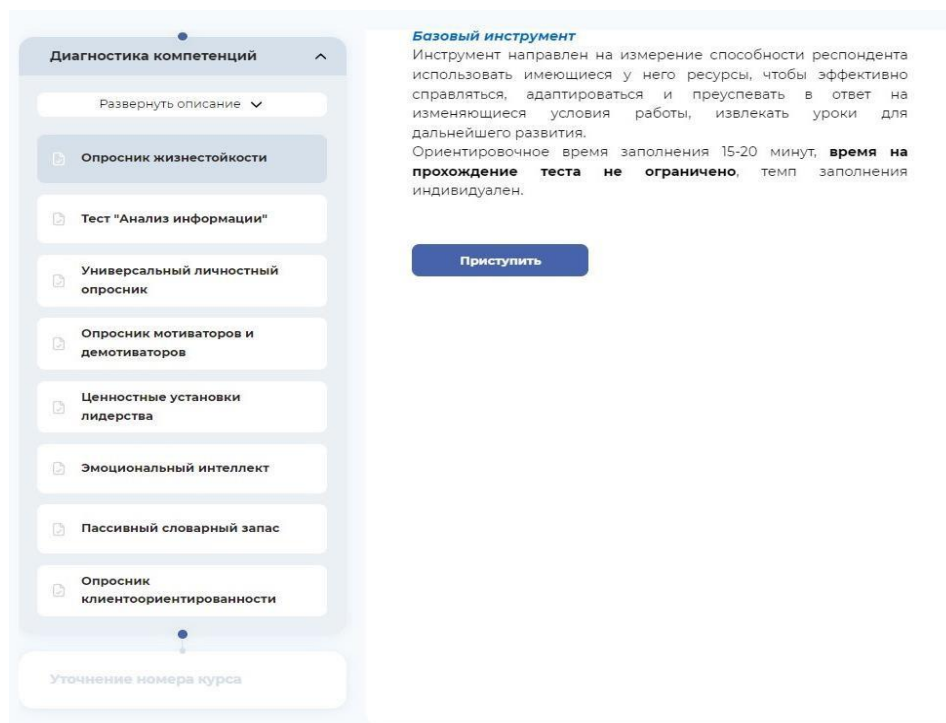 Диагностика компетенций
Развернуть описание
Опросник жизнестойкости
Тест "Анализ информации"
Универсальный личностный
опросник
Опросник мотиваторов и
демотиваторов
Ценностные установки
лидерства
Эмоциональный интеллект
Пассивный словарный запас
Опросник
клиентоориентированности
Уточнение номера курса
Базовый инструмент
Инструмент направлен на измерение способности респондента
использовать имеющиеся у него ресурсы, чтобы эффективно
справляться, адаптироваться и преуспевать в ответ на
изменяющиеся условия работы, извлекать уроки для
дальнейшего развития.
Ориентировочное время заполнения 15-20 минут, время на
прохождение теста не ограничено, темп заполнения
индивидуален.
Приступить